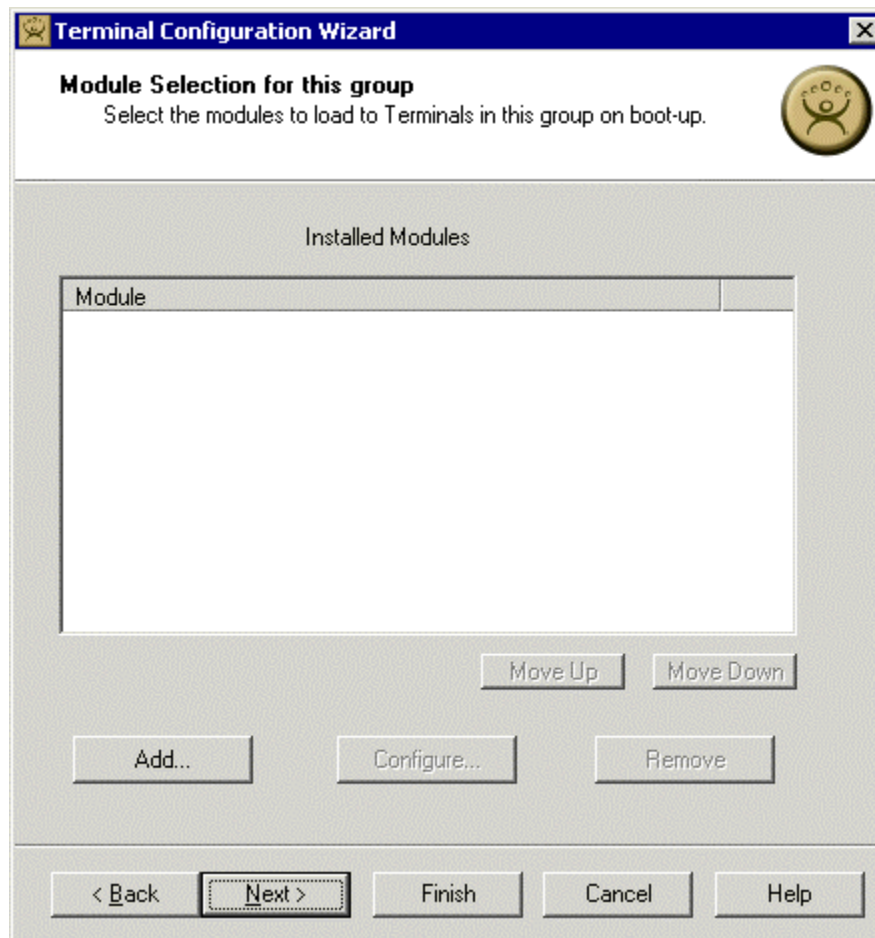 Terminal Configuration Wizard
Module Selection for this group
Select the modules to load to Terminals in this group on boot-up.
Installed Modules
Module
Move Up Move Down
Add... Configure... Remove
< Back Next > Finish Cancel Help